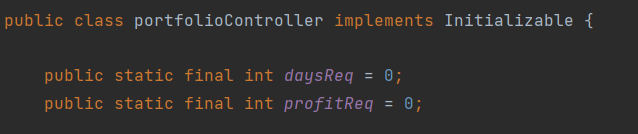 public class portfolioController implements Initializable {
public static final int daysReq = 0;
public static final int profitReq = 0;